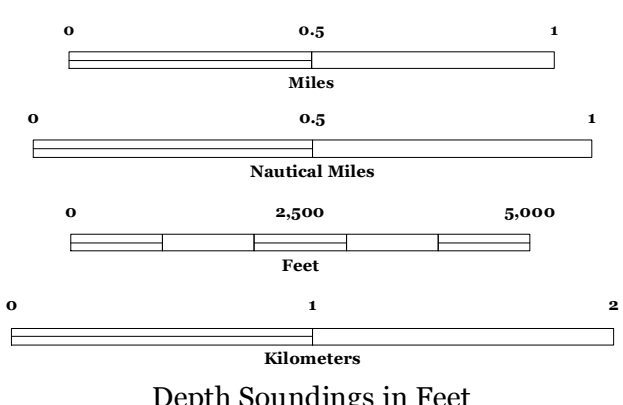 0 0.5 1
Miles
0 0.5 1
Nautical Miles
0 2,500 5,000
Feet
0 1 2
Kilometers
Depth Soundings in Feet